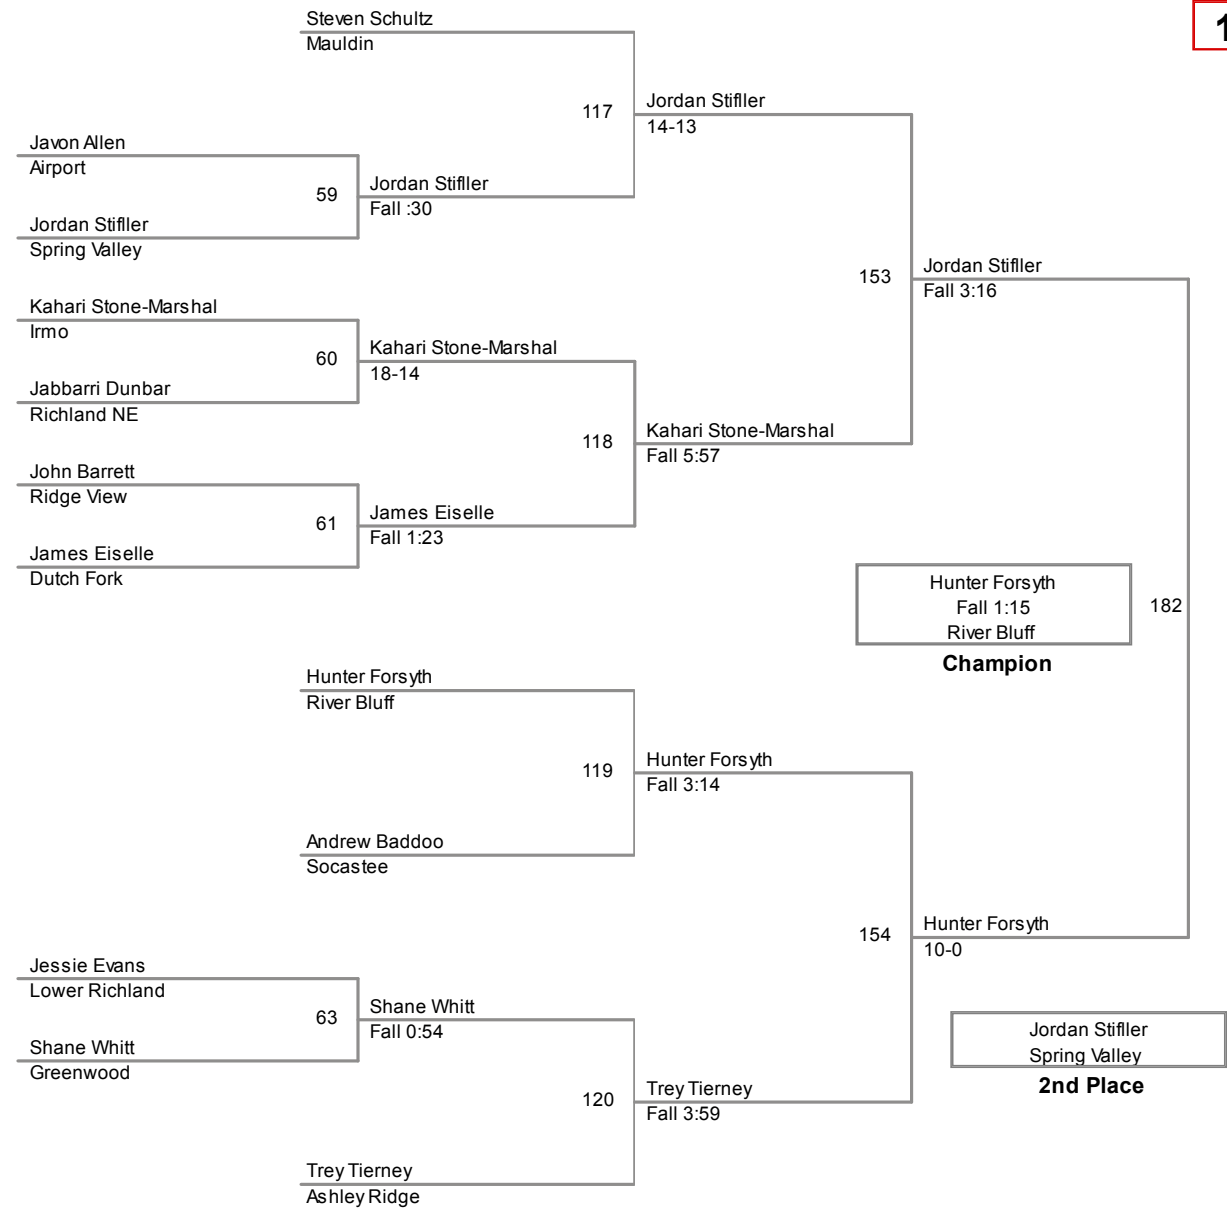 Steven Schultz
Mauldin
1
117
Jordan Stifller
14-13
Javon Allen
Airport
59
Jordan Stifller
Fall :30
Jordan Stifller
Spring Valley
153
Jordan Stifller
Fall 3:16
Kahari Stone-Marshal
Irmo
60
Kahari Stone-Marshal
18-14
Jabbarri Dunbar
Richland NE
118
Kahari Stone-Marshal
Fall 5:57
John Barrett
Ridge View
61
James Eiselle
Fall 1:23
James Eiselle
Dutch Fork
Hunter Forsyth
Fall 1:15
River Bluff
Champion
182
Hunter Forsyth
River Bluff
119
Hunter Forsyth
Fall 3:14
Andrew Baddoo
Socastee
154
Hunter Forsyth
10-0
Jessie Evans
Lower Richland
63
Shane Whitt
Fall 0:54
Shane Whitt
Greenwood
Jordan Stifller
Spring Valley
2nd Place
120
Trey Tierney
Fall 3:59
Trey Tierney
Ashley Ridge